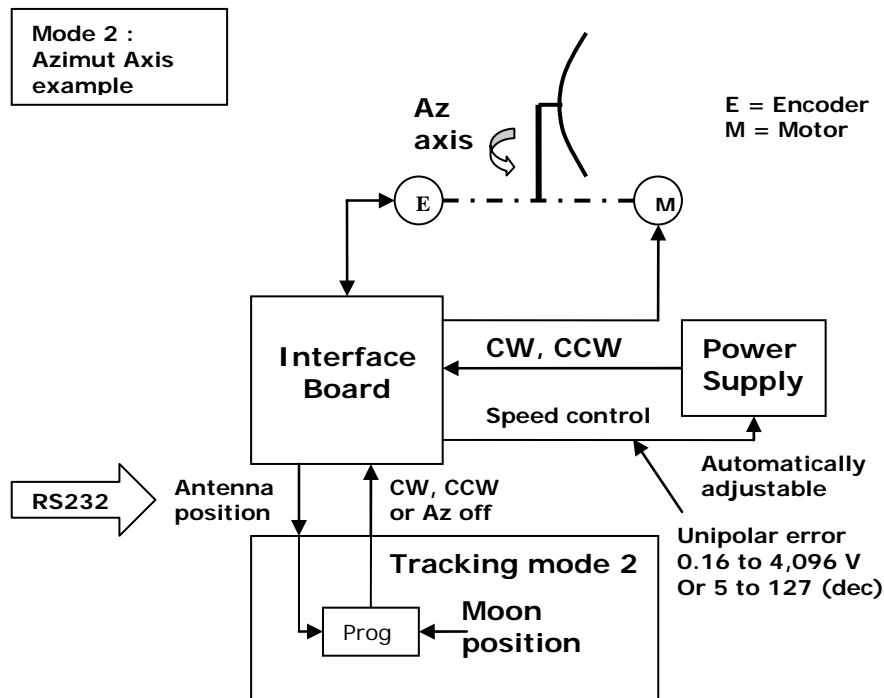 Mode 2 :
Azimut Axis
example
Az
axis
E = Encoder
M = Motor
E
M
Interface
Board
CW, CCW
Power
Supply
Speed control
Automatically
adjustable
RS232
Antenna
position
CW, CCW
or Az off
Unipolar error
0.16 to 4,096 V
Or 5 to 127 (dec)
Tracking mode 2
Prog
Moon
position